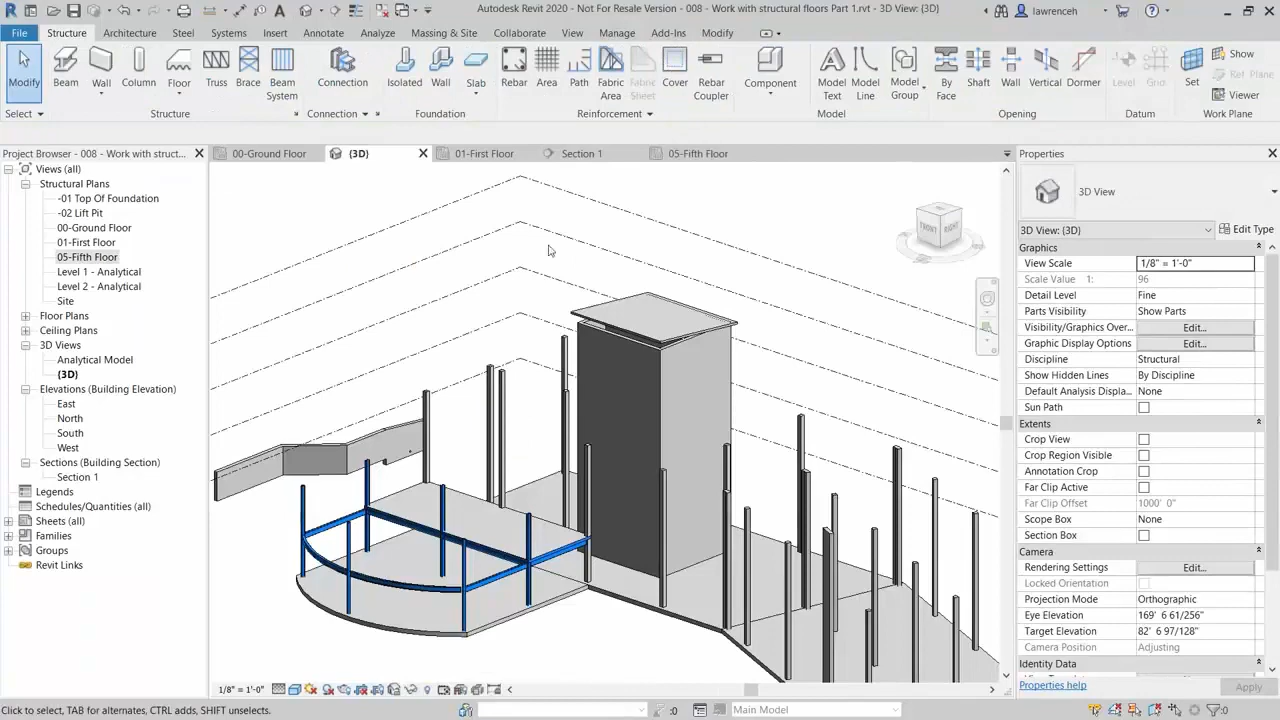 Autodesk Revit 2020 - Not For Resale Version - 008 - Work with structural floors Part 1.rvt - 3D View: {3D}
lawrenceh
File Structure Architecture Steel Systems Insert Annotate Analyze Massing & Site Collaborate View Manage Add-Ins Modify
Modify Beam Wall Column Floor Truss Brace Beam System Connection Isolated Wall Slab Rebar Area Path Fabric Area Fabric Sheet Cover Rebar Coupler Component Model Text Model Line Model Group By Face Shaft Wall Vertical Dormer Level Grid Set Show Ref Plane Viewer
Select Structure Connection Foundation Reinforcement Model Opening Datum Work Plane
Project Browser - 008 - Work with struct...
00-Ground Floor {3D} 01-First Floor Section 1 05-Fifth Floor
Properties
Views (all)
Structural Plans
-01 Top Of Foundation
-02 Lift Pit
00-Ground Floor
01-First Floor
05-Fifth Floor
Level 1 - Analytical
Level 2 - Analytical
Site
Floor Plans
Ceiling Plans
3D Views
Analytical Model
{3D}
Elevations (Building Elevation)
East
North
South
West
Sections (Building Section)
Section 1
Legends
Schedules/Quantities (all)
Sheets (all)
Families
Groups
Revit Links
FRONT RIGHT
3D View
3D View: {3D} Edit Type
Graphics
View Scale 1/8" = 1'-0"
Scale Value 1: 96
Detail Level Fine
Parts Visibility Show Parts
Visibility/Graphics Over... Edit...
Graphic Display Options Edit...
Discipline Structural
Show Hidden Lines By Discipline
Default Analysis Displa... None
Sun Path
Extents
Crop View
Crop Region Visible
Annotation Crop
Far Clip Active
Far Clip Offset 1000' 0"
Scope Box None
Section Box
Camera
Rendering Settings Edit...
Locked Orientation
Projection Mode Orthographic
Eye Elevation 169' 6 61/256"
Target Elevation 82' 6 97/128"
Camera Position Adjusting
Identity Data
Properties help Apply
1/8" = 1'-0"
Click to select, TAB for alternates, CTRL adds, SHIFT unselects. :0 Main Model :0